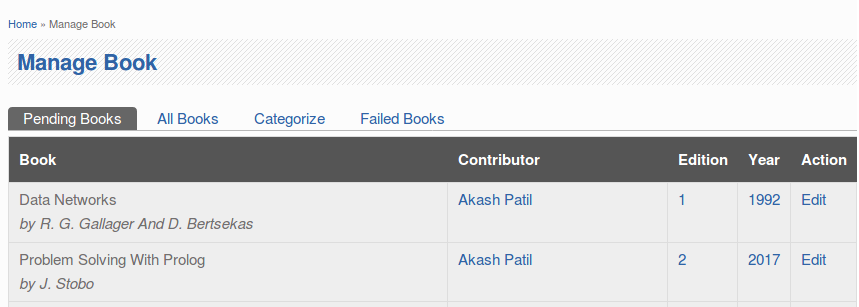 Home » Manage Book
Manage Book
Pending Books All Books Categorize Failed Books
Book Contributor Edition Year Action
Data Networks Akash Patil 1 1992 Edit
by R. G. Gallager And D. Bertsekas
Problem Solving With Prolog Akash Patil 2 2017 Edit
by J. Stobo